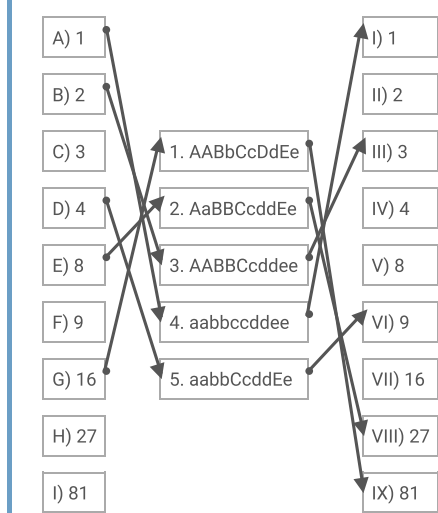 A) 1
B) 2
C) 3
D) 4
E) 8
F) 9
G) 16
H) 27
I) 81
1. AABbCcDdEe
2. AaBBCcddEe
3. AABBCcddee
4. aabbccddee
5. aabbCcddEe
I) 1
II) 2
III) 3
IV) 4
V) 8
VI) 9
VII) 16
VIII) 27
IX) 81